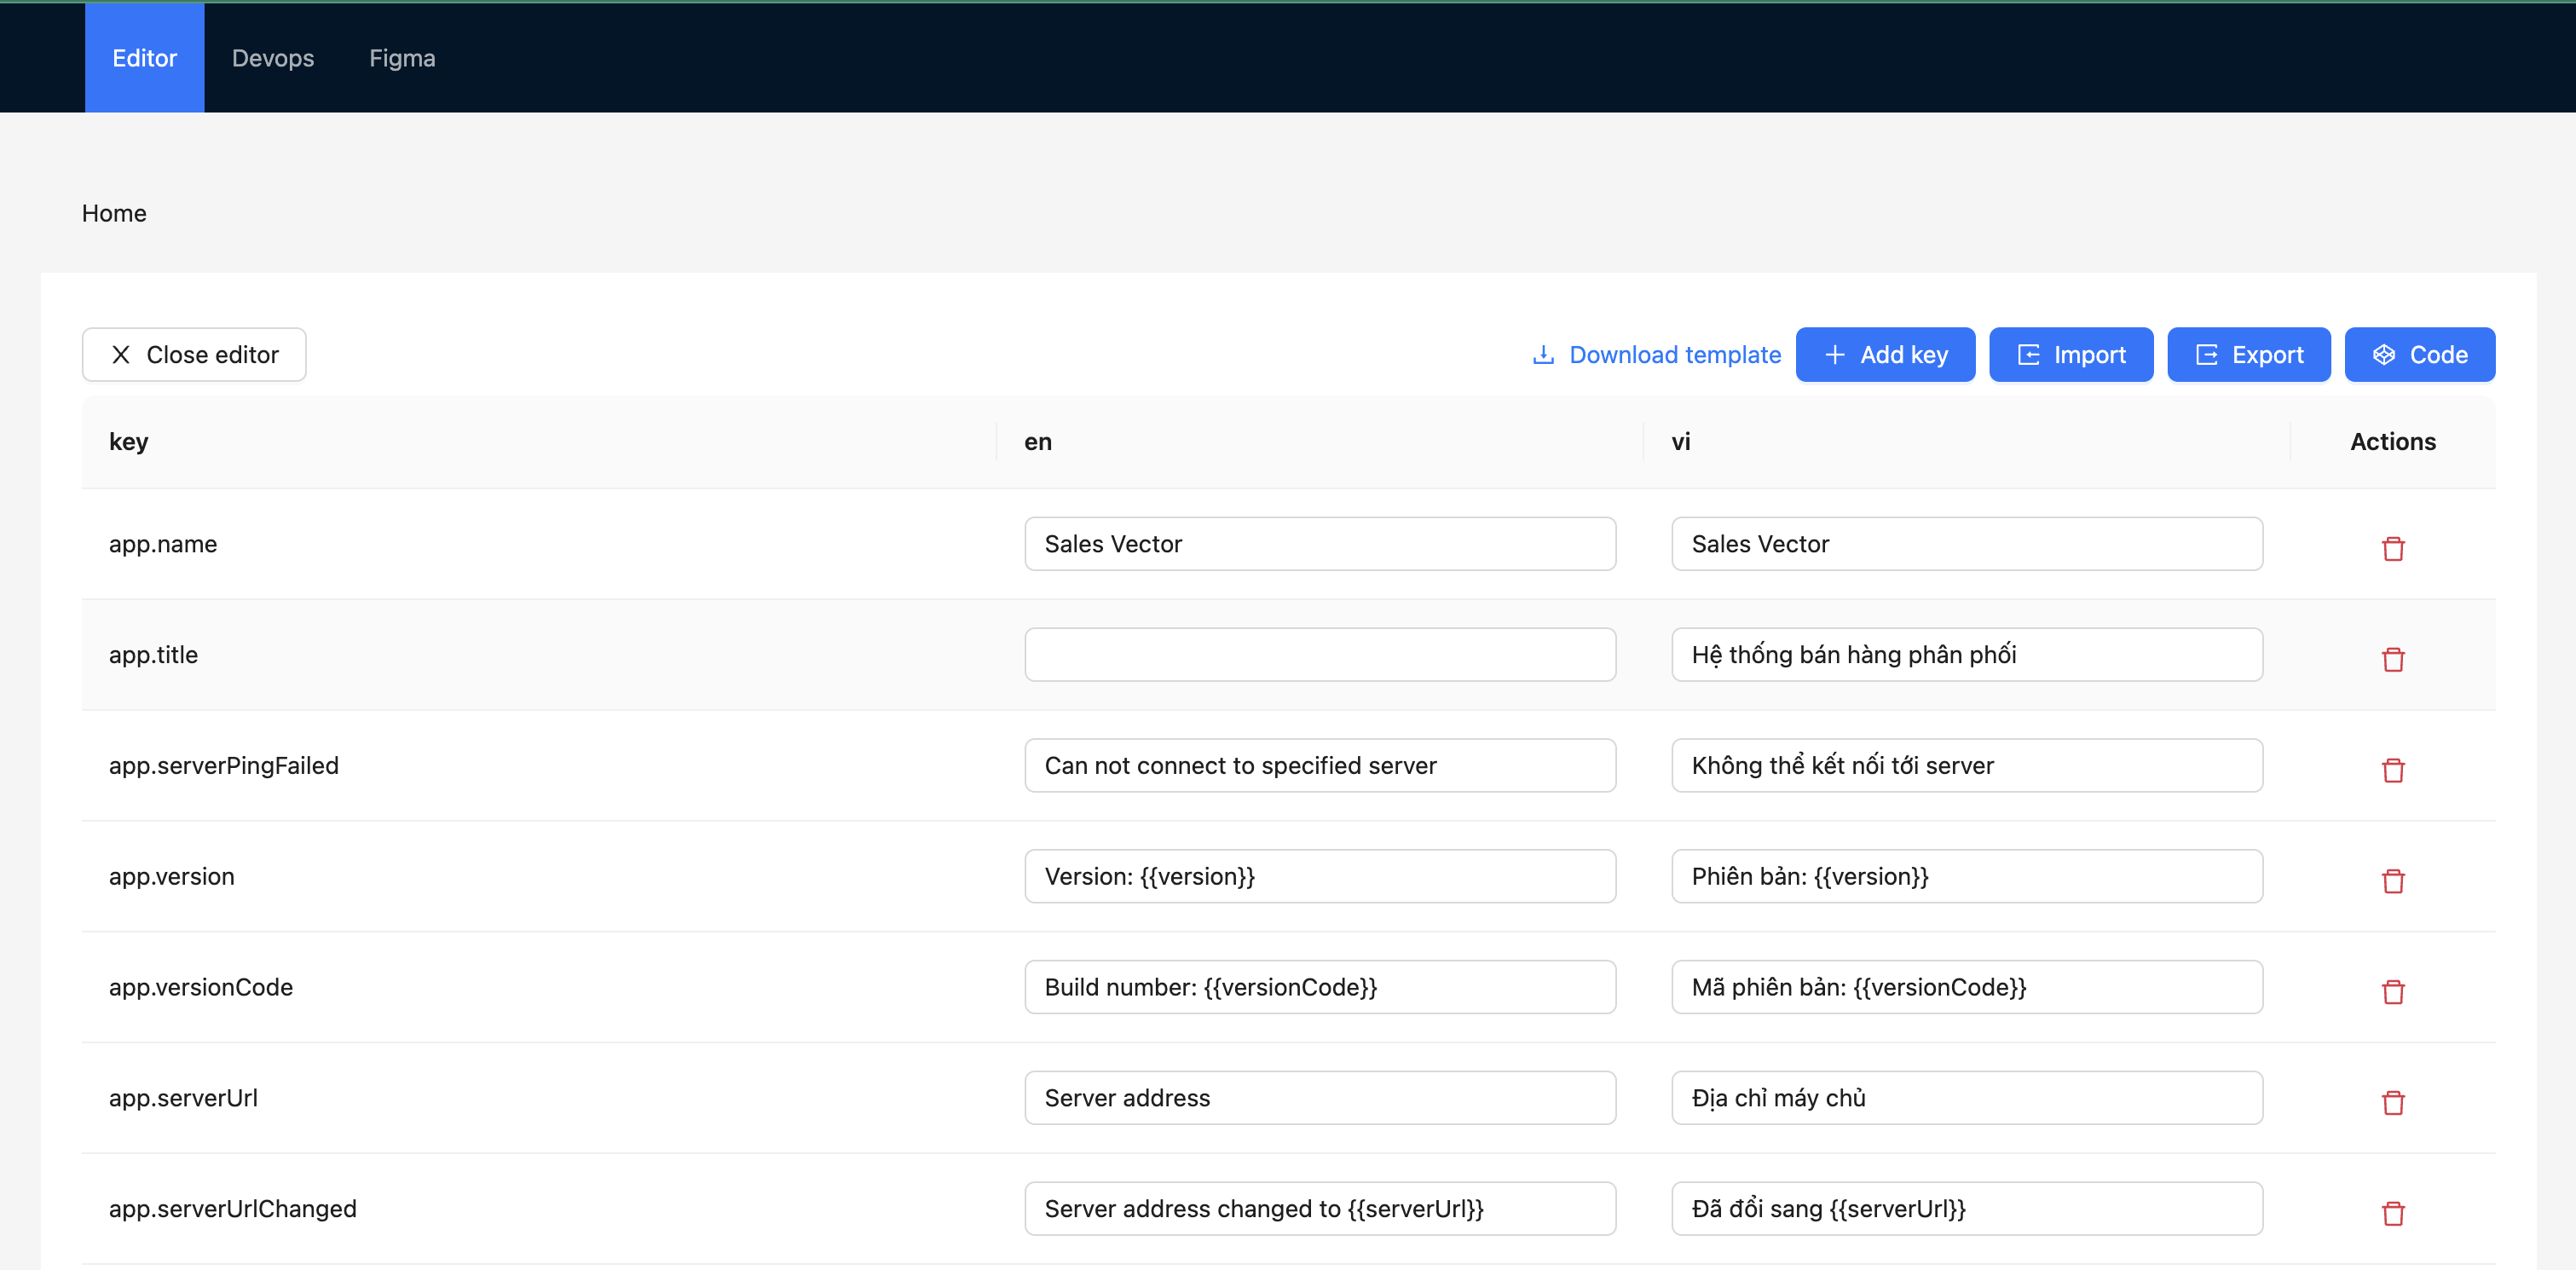 Editor Devops Figma
Home
Close editor Download template Add key Import Export Code
key en vi Actions
app.name Sales Vector Sales Vector
app.title Hệ thống bán hàng phân phối
app.serverPingFailed Can not connect to specified server Không thể kết nối tới server
app.version Version: {{version}} Phiên bản: {{version}}
app.versionCode Build number: {{versionCode}} Mã phiên bản: {{versionCode}}
app.serverUrl Server address Địa chỉ máy chủ
app.serverUrlChanged Server address changed to {{serverUrl}} Đã đổi sang {{serverUrl}}